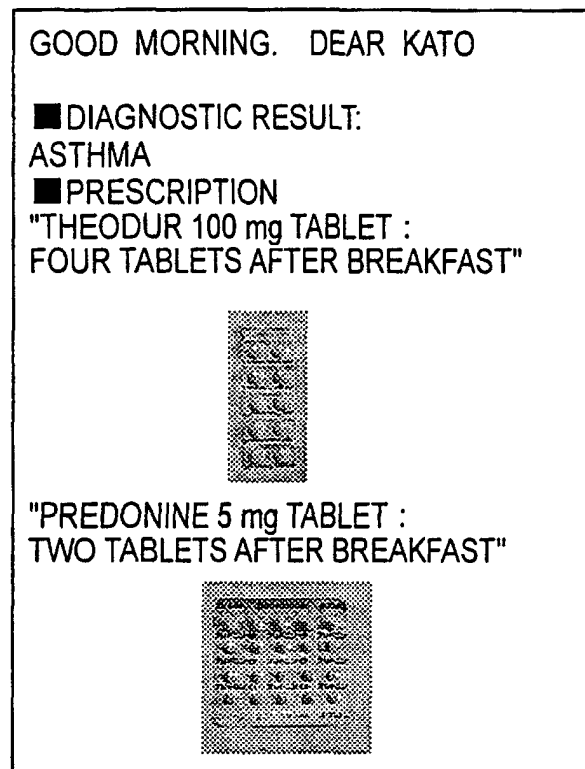 GOOD MORNING. DEAR KATO
■DIAGNOSTIC RESULT:
ASTHMA
■PRESCRIPTION
"THEODUR 100 mg TABLET :
FOUR TABLETS AFTER BREAKFAST"
"PREDONINE 5 mg TABLET :
TWO TABLETS AFTER BREAKFAST"